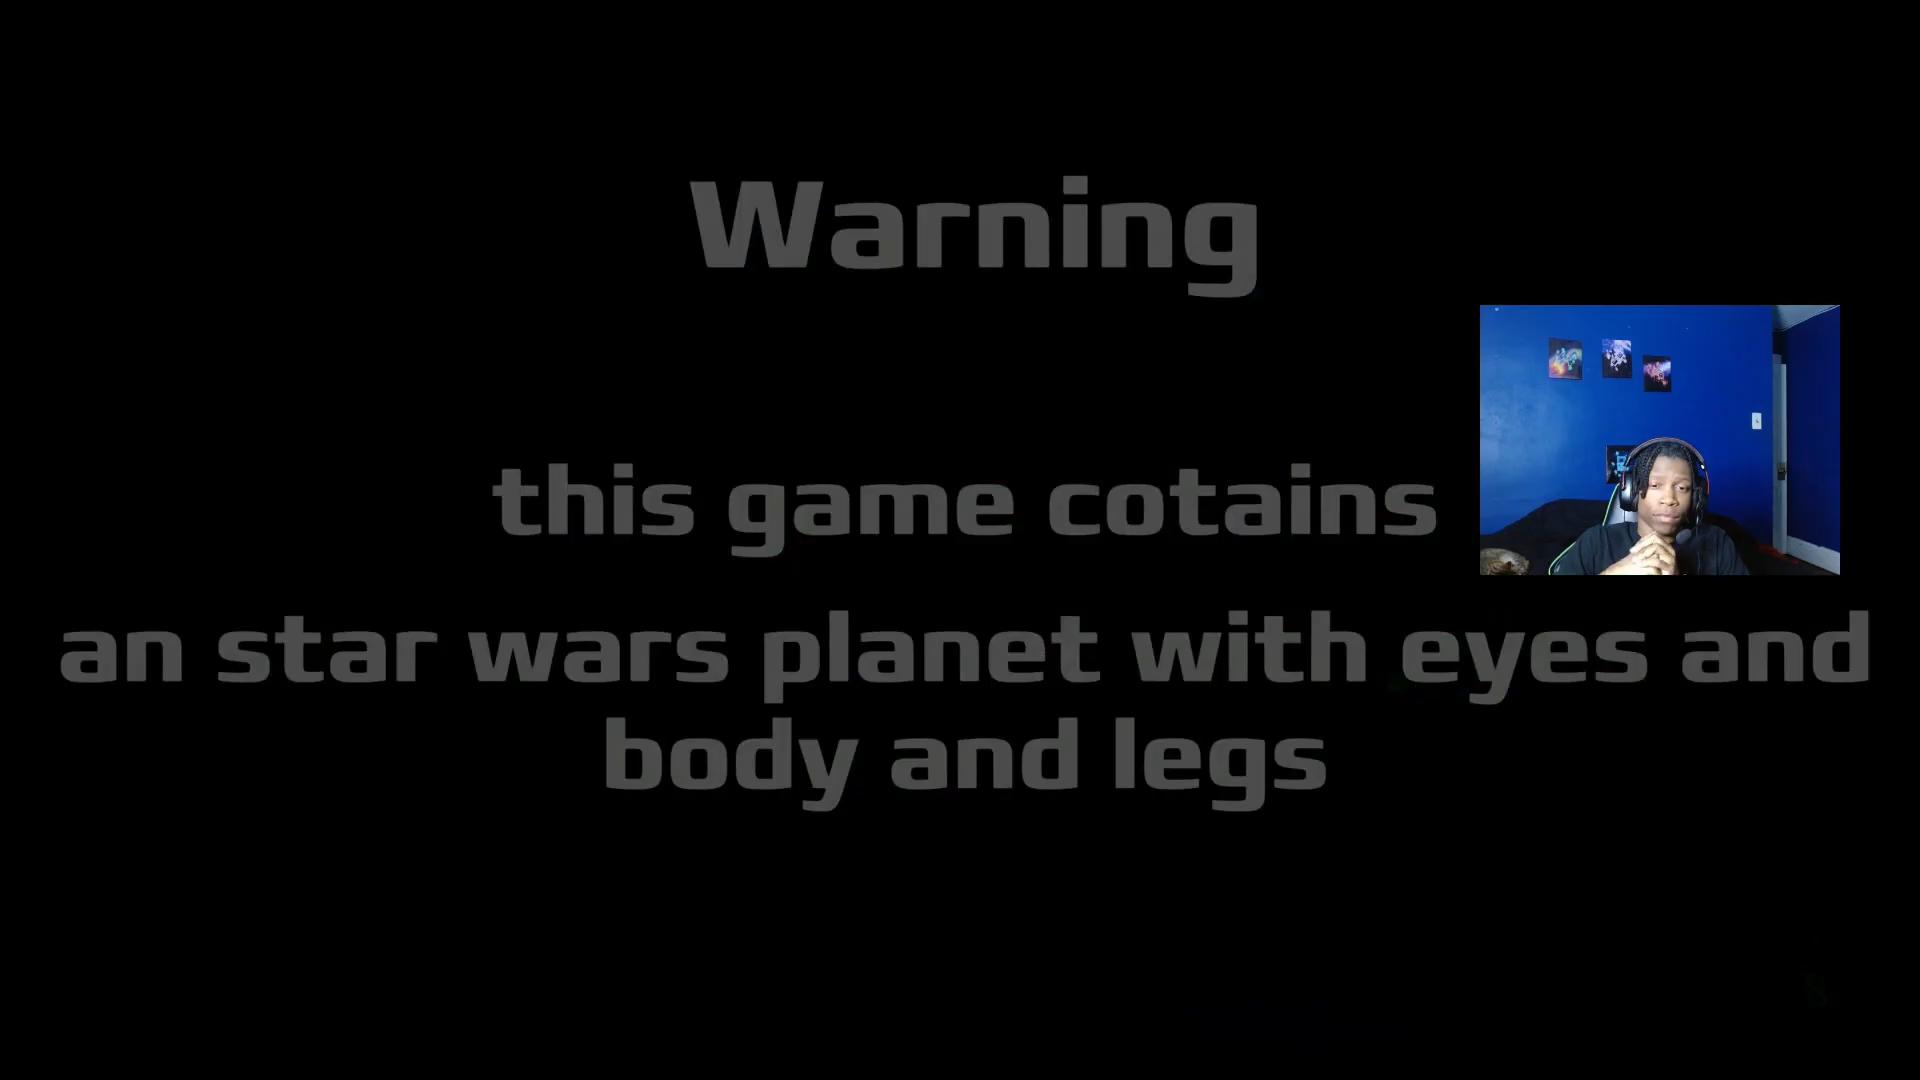 Warning
this game cotains
an star wars planet with eyes and
body and legs